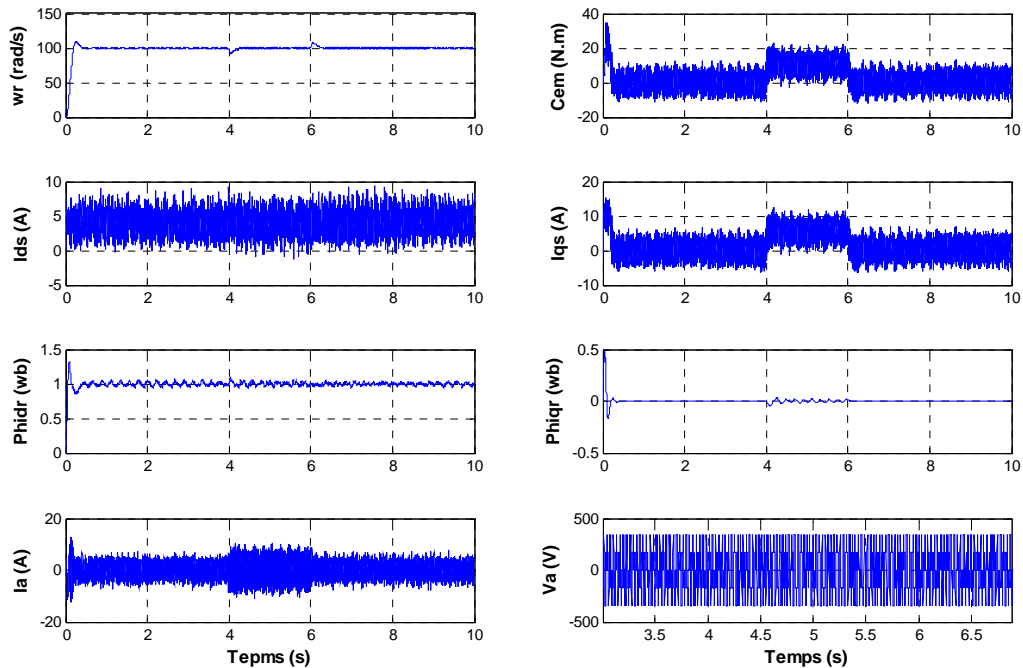 wr (rad/s)
150
100
50
0
0 2 4 6 8 10
Cem (N.m)
40
20
0
-20
0 2 4 6 8 10
Ids (A)
10
5
0
-5
0 2 4 6 8 10
Iqs (A)
20
10
0
-10
0 2 4 6 8 10
Phidr (wb)
1.5
1
0.5
0
0 2 4 6 8 10
Phiqr (wb)
0.5
0
-0.5
0 2 4 6 8 10
Ia (A)
20
0
-20
0 2 4 6 8 10
Tepms (s)
Va (V)
500
0
-500
3.5 4 4.5 5 5.5 6 6.5
Temps (s)